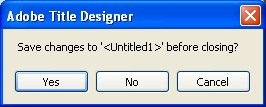 Adobe Title Designer
Save changes to '<Untitled1>' before closing?
Yes
No
Cancel